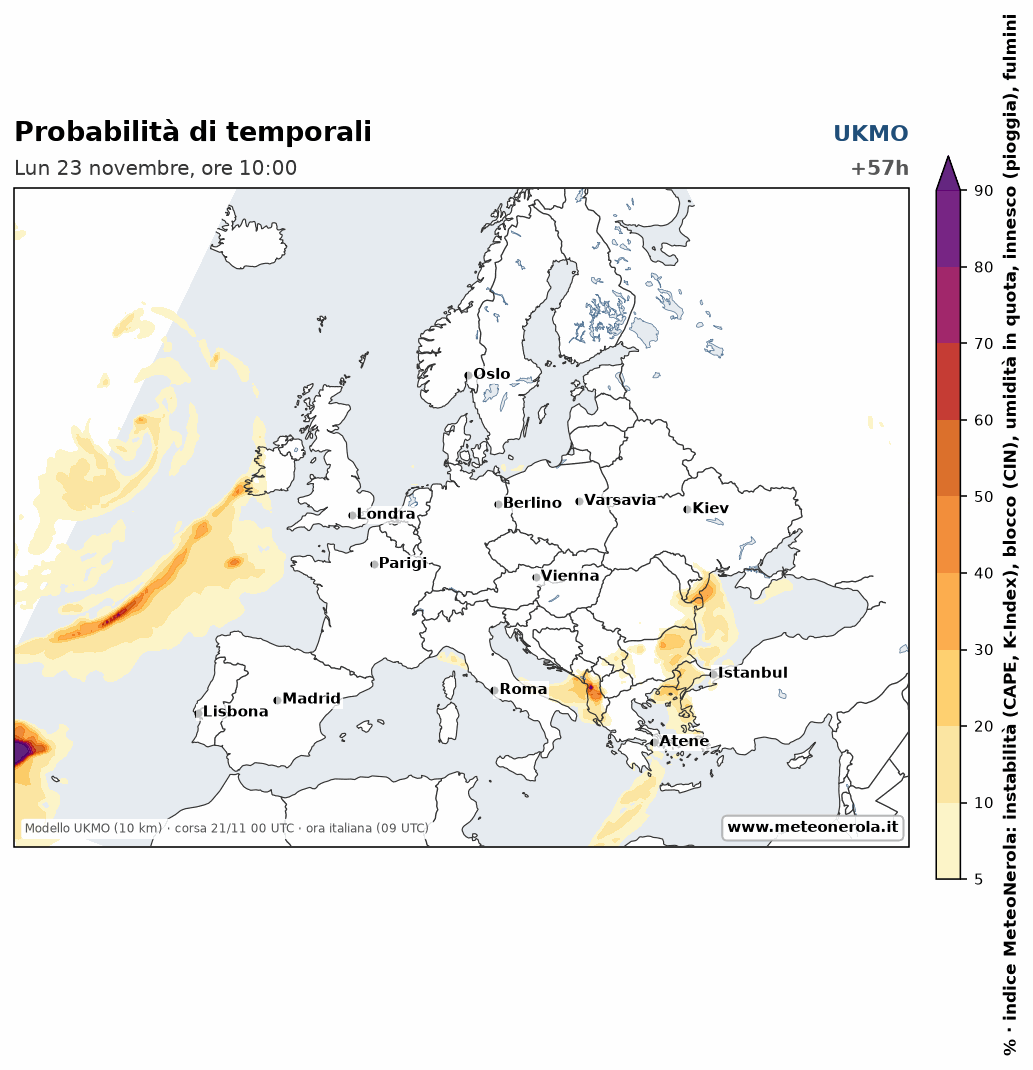 Probabilità di temporali
UKMO
Lun 23 novembre, ore 10:00
+57h
Oslo
Londra
Berlino
Varsavia
Kiev
Parigi
Vienna
Istanbul
Roma
Madrid
Lisbona
Atene
Modello UKMO (10 km) · corsa 21/11 00 UTC · ora italiana (09 UTC)
www.meteonerola.it
90
80
70
60
50
40
30
20
10
5
% · indice MeteoNerola: instabilità (CAPE, K-Index), blocco (CIN), umidità in quota, innesco (pioggia), fulmini